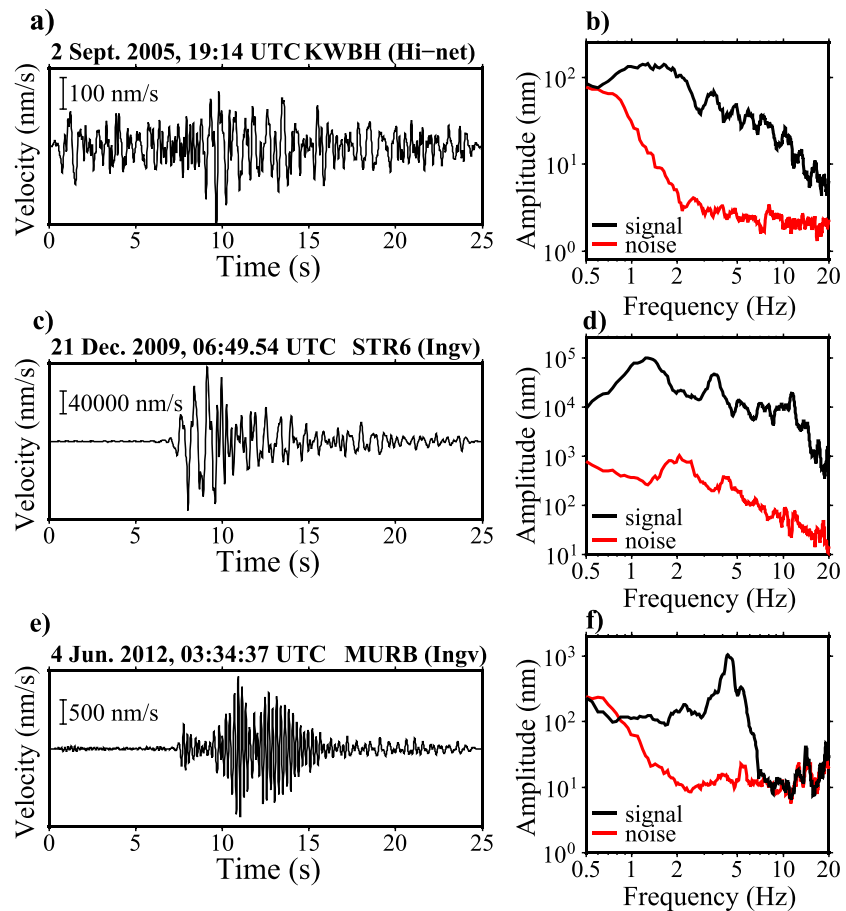 a)
2 Sept. 2005, 19:14 UTC KWBH (Hi−net)
100 nm/s
Velocity (nm/s)
0 5 10 15 20 25
Time (s)
b)
Amplitude (nm)
10²
10¹
10⁰
signal
noise
0.5 1 2 5 10 20
Frequency (Hz)
c)
21 Dec. 2009, 06:49.54 UTC STR6 (Ingv)
40000 nm/s
Velocity (nm/s)
0 5 10 15 20 25
Time (s)
d)
Amplitude (nm)
10⁵
10⁴
10³
10²
10¹
signal
noise
0.5 1 2 5 10 20
Frequency (Hz)
e)
4 Jun. 2012, 03:34:37 UTC MURB (Ingv)
500 nm/s
Velocity (nm/s)
0 5 10 15 20 25
Time (s)
f)
Amplitude (nm)
10³
10²
10¹
10⁰
signal
noise
0.5 1 2 5 10 20
Frequency (Hz)